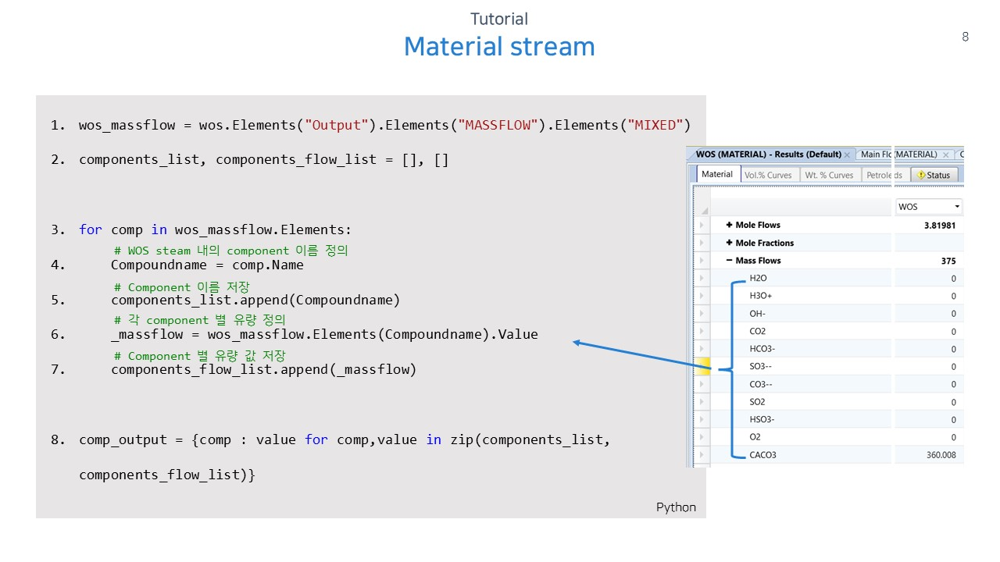 Tutorial
Material stream
8
1. wos_massflow = wos.Elements("Output").Elements("MASSFLOW").Elements("MIXED")
2. components_list, components_flow_list = [], []
3. for comp in wos_massflow.Elements:
# WOS steam 내의 component 이름 정의
4. Compoundname = comp.Name
# Component 이름 저장
5. components_list.append(Compoundname)
# 각 component 별 유량 정의
6. _massflow = wos_massflow.Elements(Compoundname).Value
# Component 별 유량 값 저장
7. components_flow_list.append(_massflow)
8. comp_output = {comp : value for comp,value in zip(components_list,
components_flow_list)}
Python
WOS (MATERIAL) - Results (Default) × Main Flo (MATERIAL) ×
Material Vol.% Curves Wt. % Curves Petroleds Status
WOS
+ Mole Flows 3.81981
+ Mole Fractions
− Mass Flows 375
H2O 0
H3O+ 0
OH- 0
CO2 0
HCO3- 0
SO3-- 0
CO3-- 0
SO2 0
HSO3- 0
O2 0
CACO3 360.008